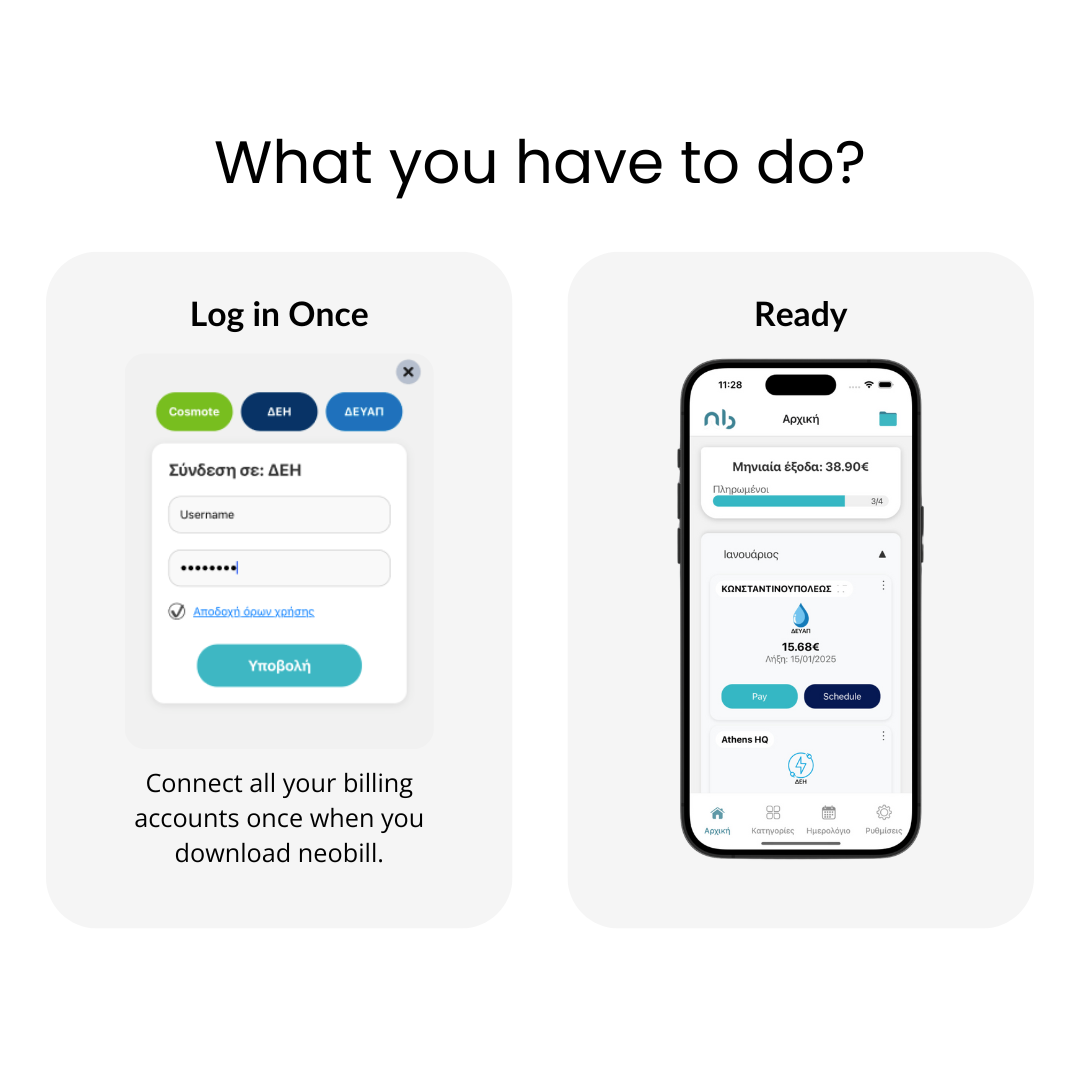 What you have to do?
Log in Once
Cosmote
ΔΕΗ
ΔΕΥΑΠ
Σύνδεση σε: ΔΕΗ
Username
Αποδοχή όρων χρήσης
Υποβολή
Connect all your billing
accounts once when you
download neobill.
Ready
11:28
nb
Αρχική
Μηνιαία έξοδα: 38.90€
Πληρωμένοι
3/4
Ιανουάριος
ΚΩΝΣΤΑΝΤΙΝΟΥΠΟΛΕΩΣ
ΔΕΥΑΠ
15.68€
Λήξη: 15/01/2025
Pay
Schedule
Athens HQ
ΔΕΗ
Αρχική
Κατηγορίες
Ημερολόγιο
Ρυθμίσεις